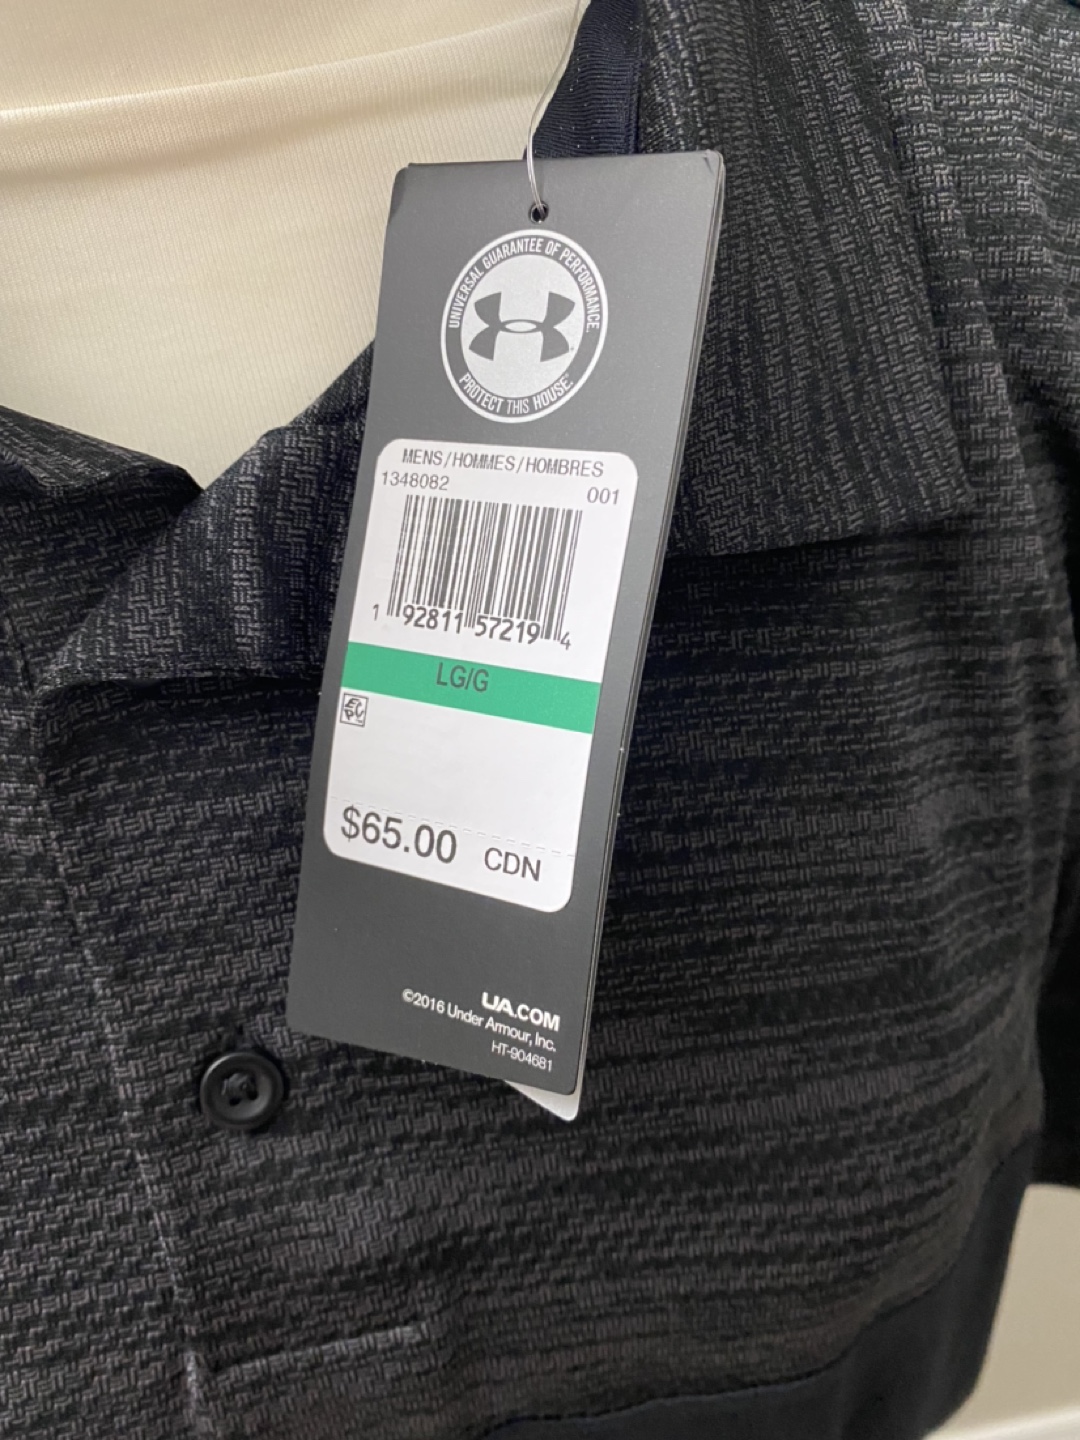 UNIVERSAL GUARANTEE OF PERFORMANCE.
PROTECT THIS HOUSE.
MENS/HOMMES/HOMBRES
1348082 001
1 92811 57219 4
LG/G
$65.00 CDN
UA.COM
©2016 Under Armour, Inc.
HT-904681